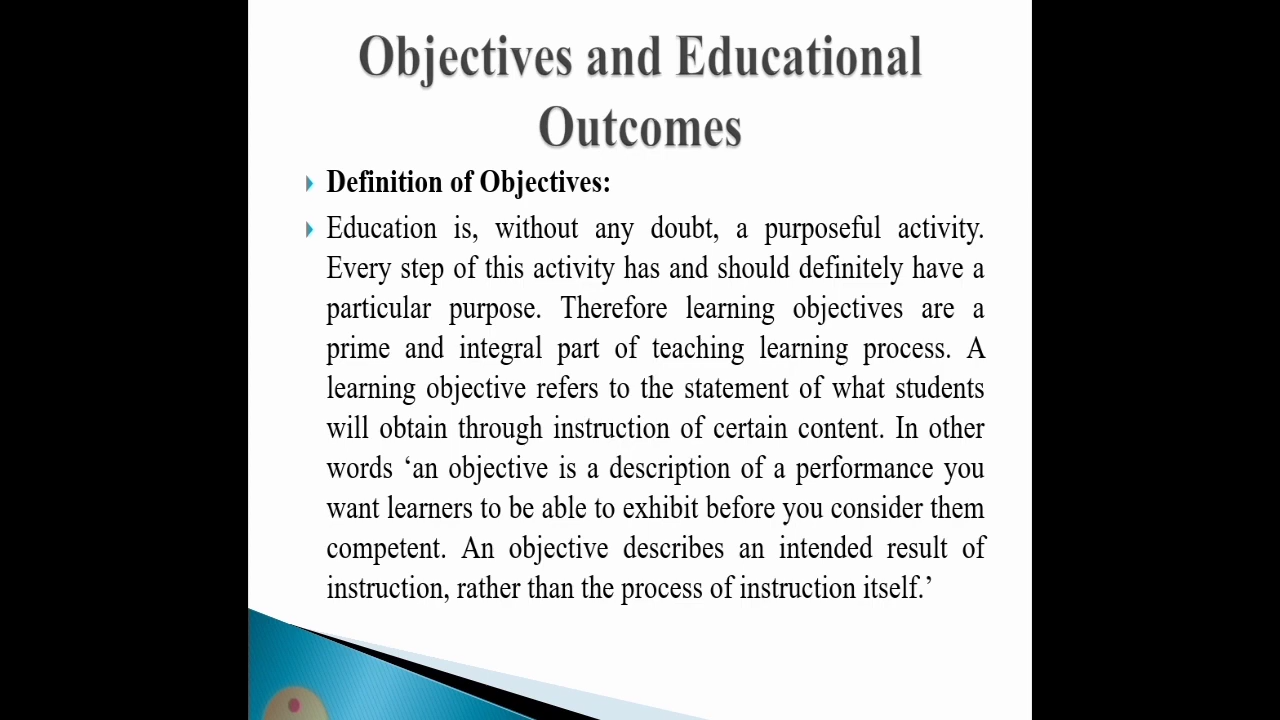 Objectives and Educational
Outcomes
Definition of Objectives:
Education is, without any doubt, a purposeful activity.
Every step of this activity has and should definitely have a
particular purpose. Therefore learning objectives are a
prime and integral part of teaching learning process. A
learning objective refers to the statement of what students
will obtain through instruction of certain content. In other
words ‘an objective is a description of a performance you
want learners to be able to exhibit before you consider them
competent. An objective describes an intended result of
instruction, rather than the process of instruction itself.’